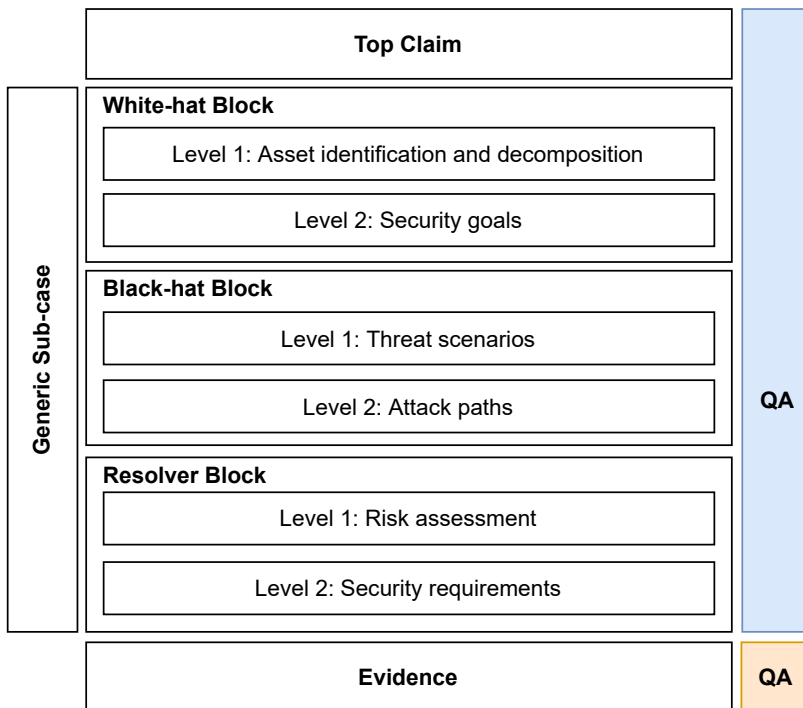 Top Claim
White-hat Block
Level 1: Asset identification and decomposition
Level 2: Security goals
Black-hat Block
Level 1: Threat scenarios
Level 2: Attack paths
Resolver Block
Level 1: Risk assessment
Level 2: Security requirements
Generic Sub-case
QA
Evidence
QA